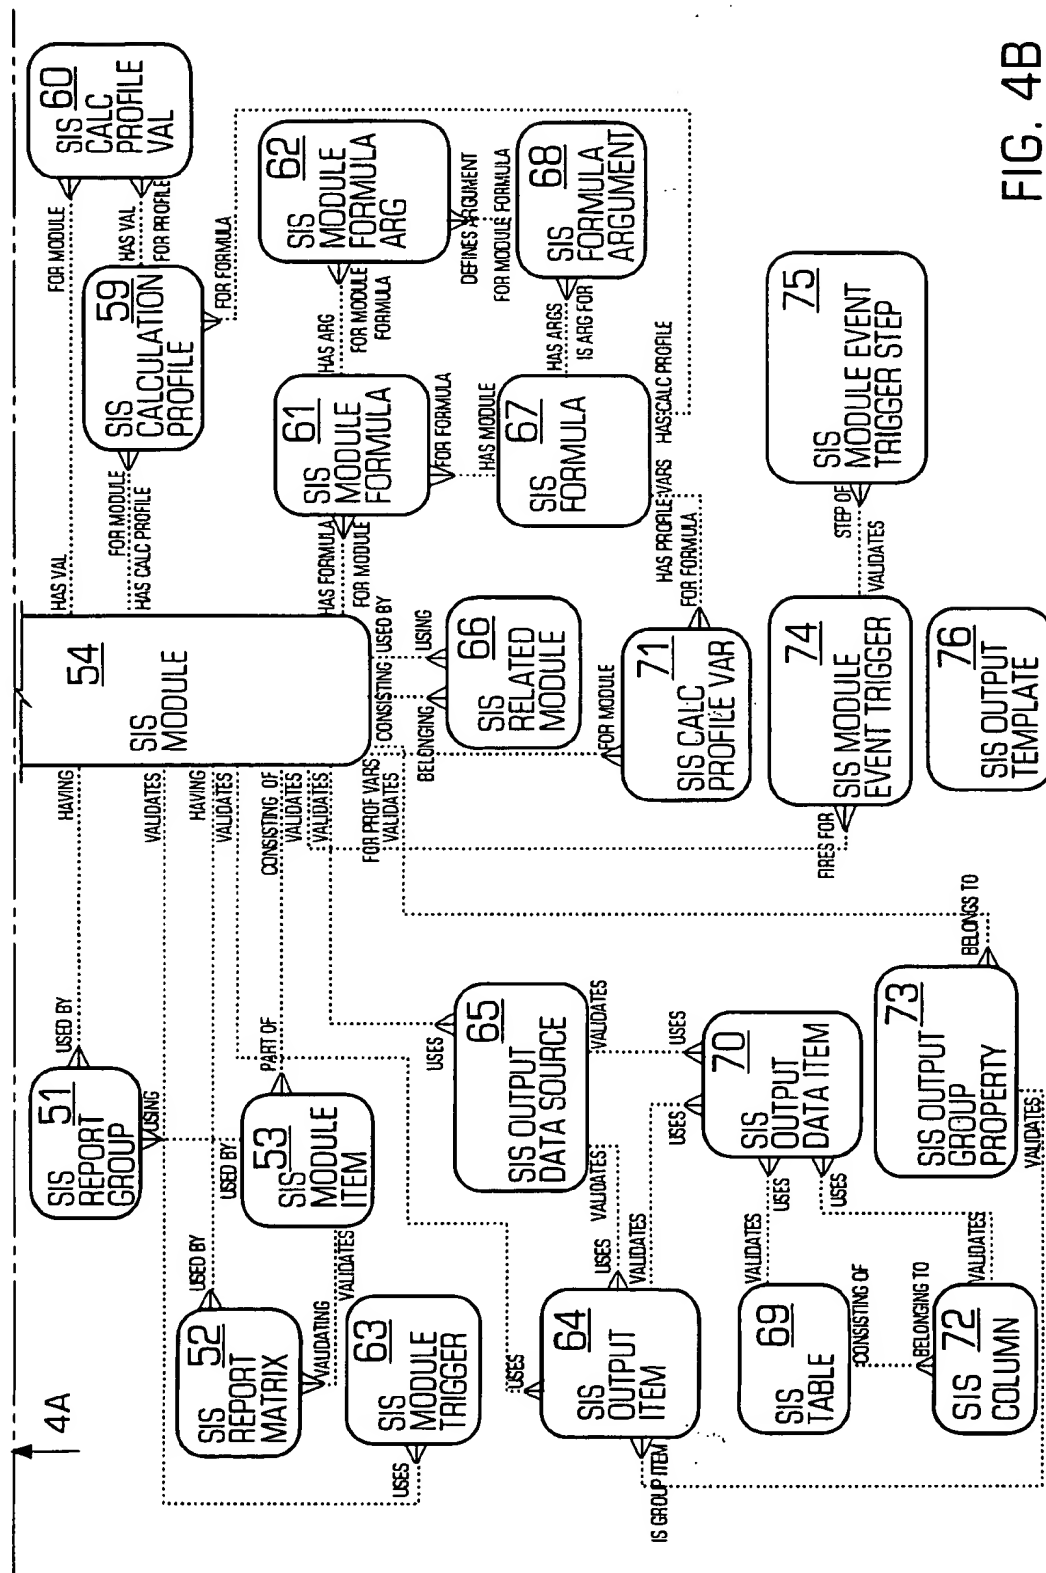 4A
SIS 51
REPORT
GROUP
USED BY
HAVING
USING
VALIDATES
SIS 52
REPORT
MATRIX
USED BY
HAVING
VALIDATES
VALIDATING
VALIDATES
USED BY
SIS 53
MODULE
ITEM
PART OF
CONSISTING OF
VALIDATES
VALIDATES
SIS 63
MODULE
TRIGGER
USES
54
SIS
MODULE
HAS VAL
FOR MODULE
SIS 60
CALC
PROFILE
VAL
HAS VAL
FOR PROFILE
SIS 59
CALCULATION
PROFILE
FOR MODULE
HAS CALC PROFILE
FOR FORMULA
SIS 61
MODULE
FORMULA
HAS FORMULA
FOR MODULE
HAS ARG
FOR MODULE
FORMULA
SIS 62
MODULE
FORMULA
ARG
DEFINES ARGUMENT
FOR MODULE FORMULA
FOR FORMULA
HAS MODULE
SIS 67
FORMULA
HAS ARGS
IS ARG FOR
SIS 68
FORMULA
ARGUMENT
HAS CALC PROFILE
HAS PROFILE VARS
FOR FORMULA
CONSISTING
USED BY
BELONGING
USING
SIS 66
RELATED
MODULE
FOR PROF VARS
VALIDATES
FOR MODULE
71
SIS CALC
PROFILE VAR
FIRES FOR
74
SIS MODULE
EVENT TRIGGER
STEP OF
VALIDATES
75
SIS
MODULE EVENT
TRIGGER STEP
76
SIS OUTPUT
TEMPLATE
USES
65
SIS OUTPUT
DATA SOURCE
VALIDATES
USES
VALIDATES
USES
USES
SIS 64
OUTPUT
ITEM
VALIDATES
USES
IS GROUP ITEM
SIS 70
OUTPUT
DATA ITEM
VALIDATES
USES
USES
SIS 69
TABLE
CONSISTING OF
BELONGING TO
SIS 72
COLUMN
VALIDATES
BELONGS TO
SIS OUTPUT 73
GROUP
PROPERTY
VALIDATES
FIG. 4B